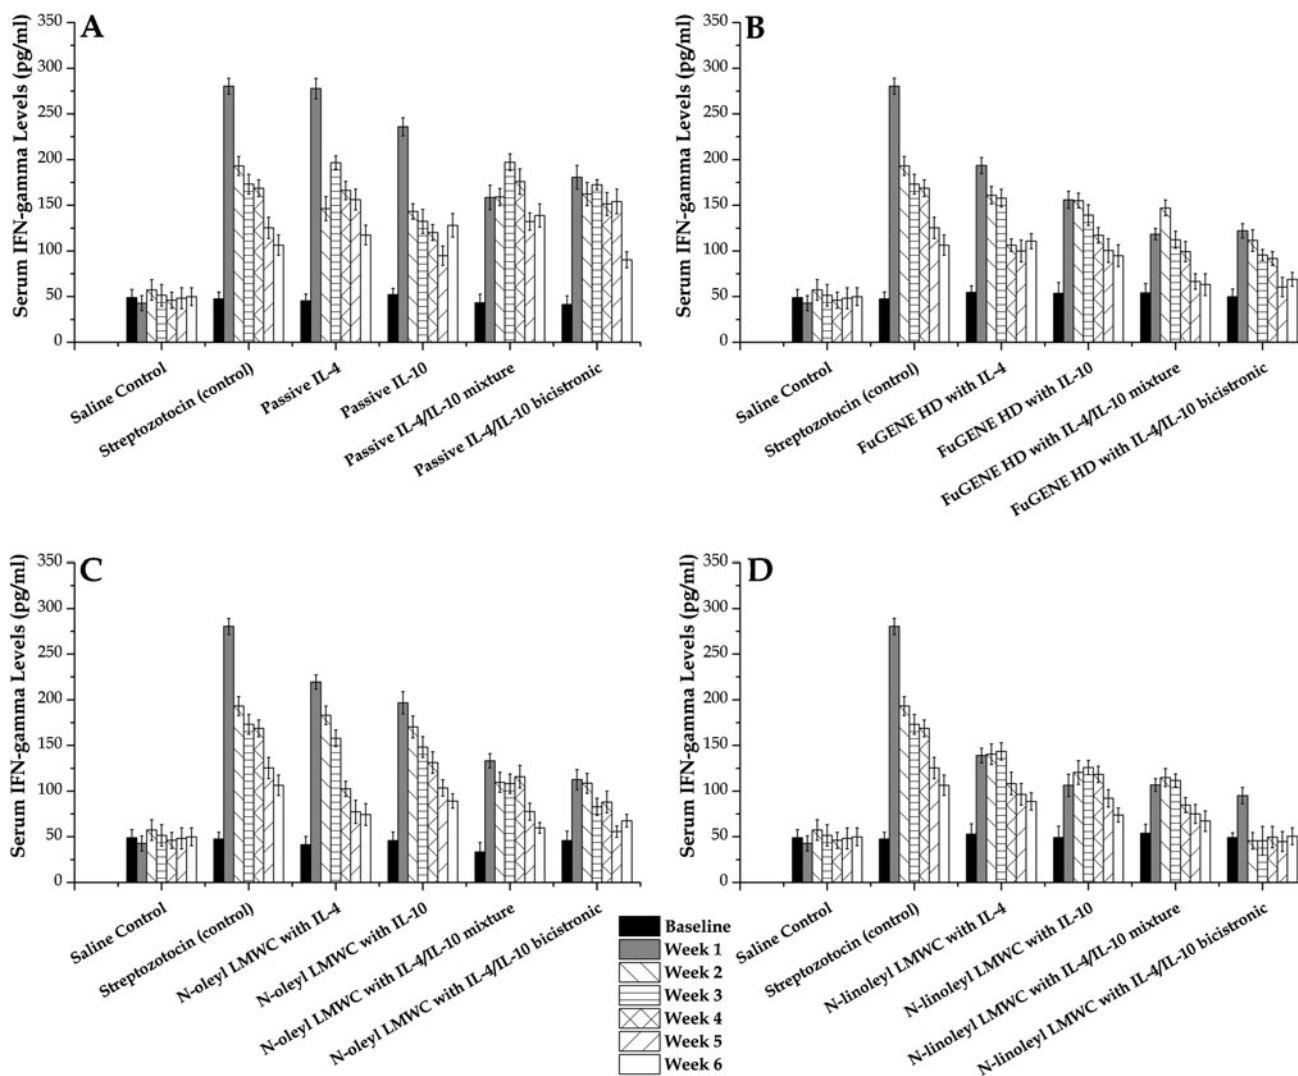 A
Serum IFN-gamma Levels (pg/ml)
350
300
250
200
150
100
50
0
Saline Control
Streptozotocin (control)
Passive IL-4
Passive IL-10
Passive IL-4/IL-10 mixture
Passive IL-4/IL-10 bicistronic
B
Serum IFN-gamma Levels (pg/ml)
350
300
250
200
150
100
50
0
Saline Control
Streptozotocin (control)
FuGENE HD with IL-4
FuGENE HD with IL-10
FuGENE HD with IL-4/IL-10 mixture
FuGENE HD with IL-4/IL-10 bicistronic
C
Serum IFN-gamma Levels (pg/ml)
350
300
250
200
150
100
50
0
Saline Control
Streptozotocin (control)
N-oleyl LMWC with IL-4
N-oleyl LMWC with IL-10
N-oleyl LMWC with IL-4/IL-10 mixture
N-oleyl LMWC with IL-4/IL-10 bicistronic
D
Serum IFN-gamma Levels (pg/ml)
350
300
250
200
150
100
50
0
Saline Control
Streptozotocin (control)
N-linoleyl LMWC with IL-4
N-linoleyl LMWC with IL-10
N-linoleyl LMWC with IL-4/IL-10 mixture
N-linoleyl LMWC with IL-4/IL-10 bicistronic
Baseline
Week 1
Week 2
Week 3
Week 4
Week 5
Week 6